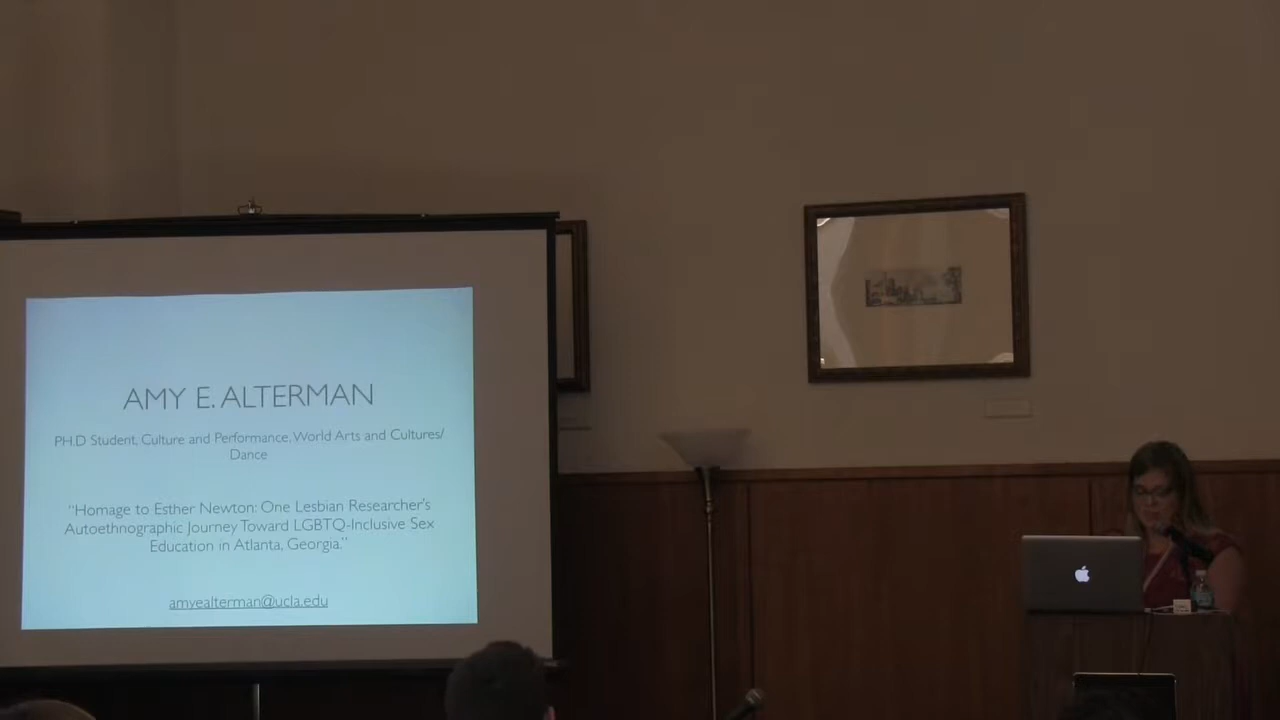 AMY E. ALTERMAN
PH.D Student, Culture and Performance, World Arts and Cultures/
Dance
"Homage to Esther Newton: One Lesbian Researcher's
Autoethnographic Journey Toward LGBTQ-Inclusive Sex
Education in Atlanta, Georgia."
amyealterman@ucla.edu